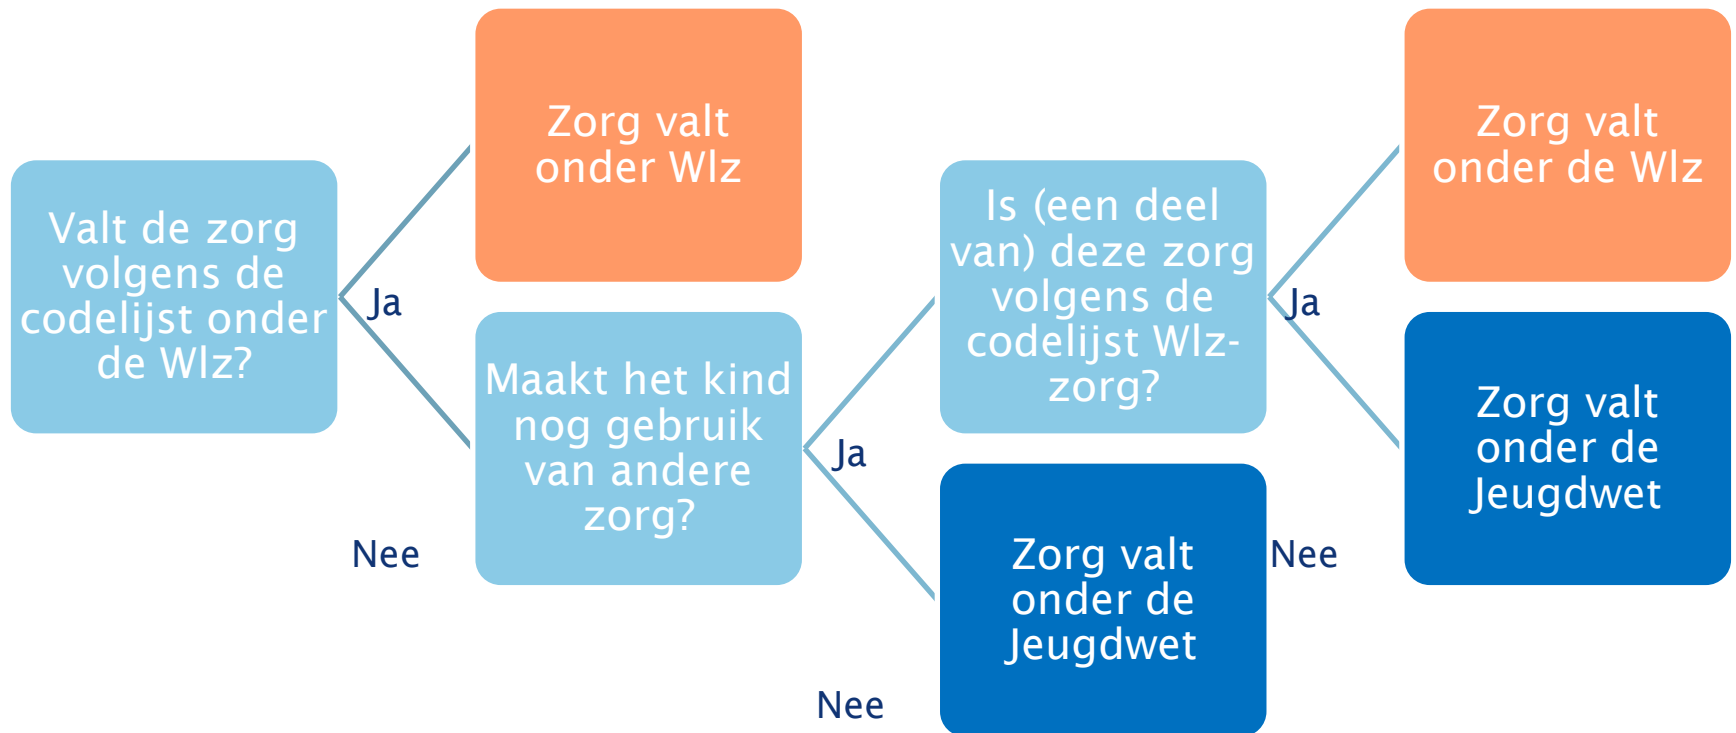 Valt de zorg
volgens de
codelijst onder
de Wlz?
Ja
Nee
Zorg valt
onder Wlz
Maakt het kind
nog gebruik
van andere
zorg?
Ja
Nee
Is (een deel
van) deze zorg
volgens de
codelijst Wlz-
zorg?
Ja
Nee
Zorg valt
onder de
Jeugdwet
Zorg valt
onder de Wlz
Zorg valt
onder de
Jeugdwet